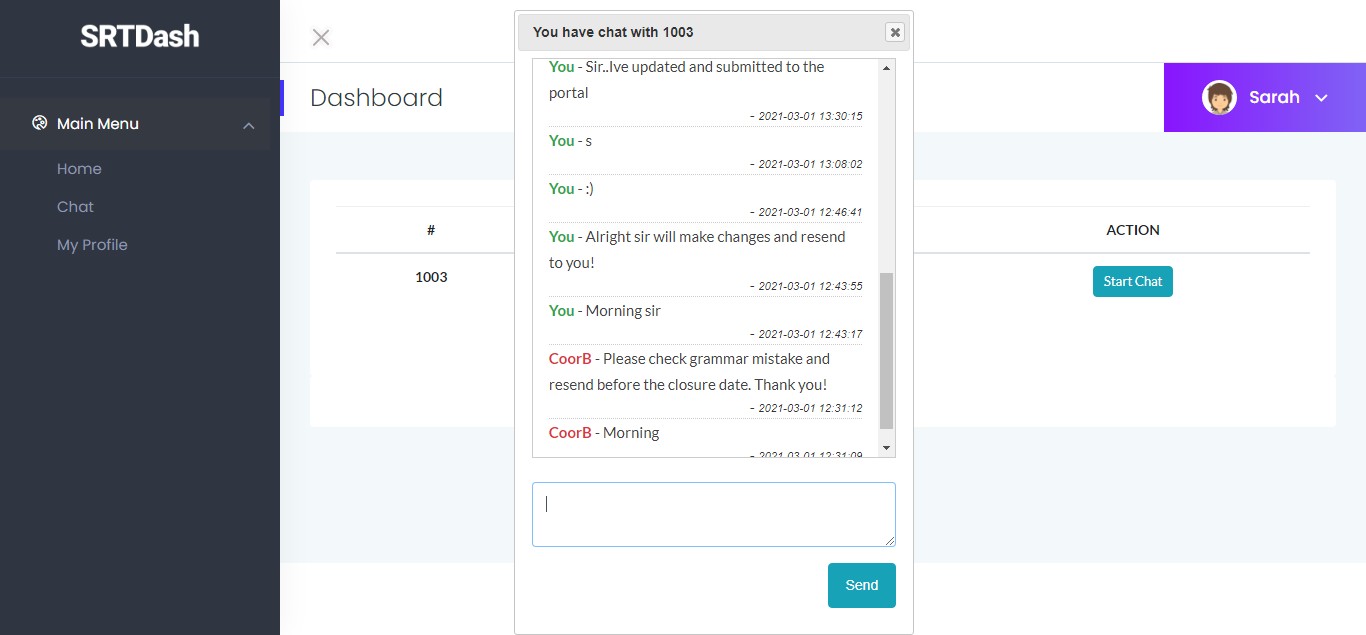 SRTDash
Main Menu
Home
Chat
My Profile
Dashboard
Sarah
#
ACTION
1003
Start Chat
You have chat with 1003
You - Sir..Ive updated and submitted to the
portal
- 2021-03-01 13:30:15
You - s
- 2021-03-01 13:08:02
You - :)
- 2021-03-01 12:46:41
You - Alright sir will make changes and resend
to you!
- 2021-03-01 12:43:55
You - Morning sir
- 2021-03-01 12:43:17
CoorB - Please check grammar mistake and
resend before the closure date. Thank you!
- 2021-03-01 12:31:12
CoorB - Morning
- 2021-03-01 12:31:09
Send